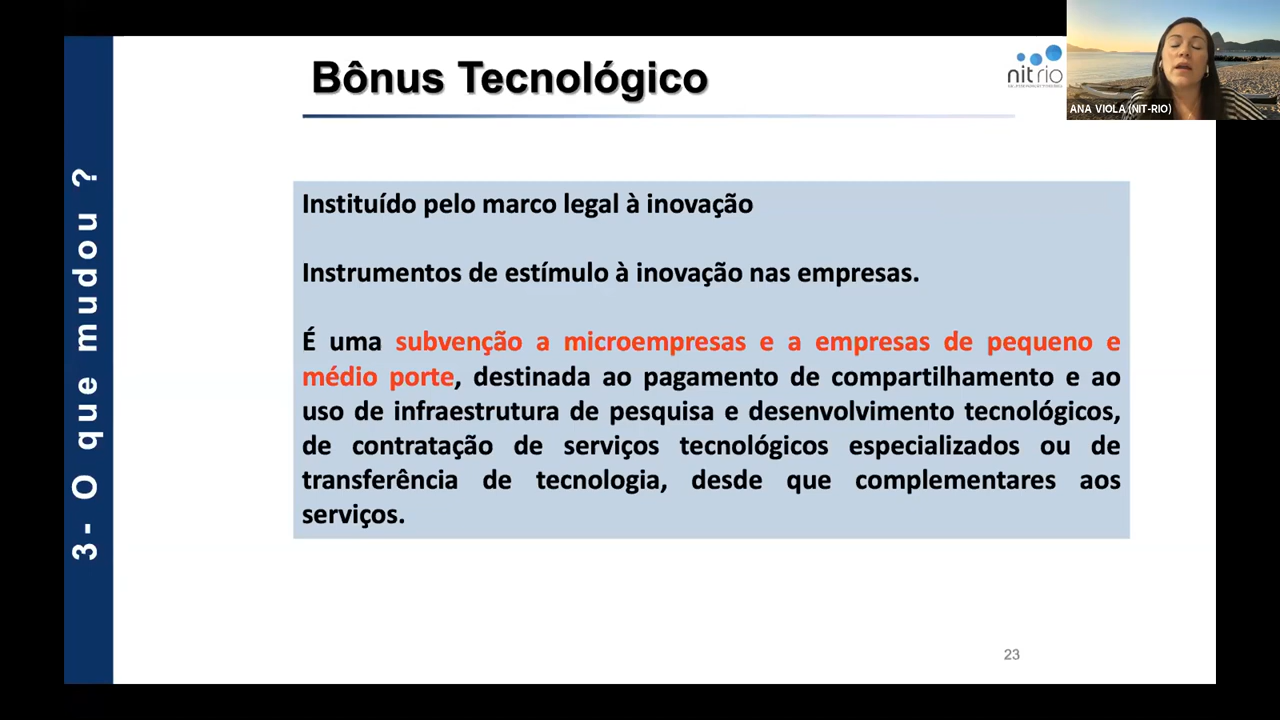 Bônus Tecnológico
nitrio
ANA VIOLA (NIT-RIO)
3- O que mudou ?
Instituído pelo marco legal à inovação
Instrumentos de estímulo à inovação nas empresas.
É uma subvenção a microempresas e a empresas de pequeno e
médio porte, destinada ao pagamento de compartilhamento e ao
uso de infraestrutura de pesquisa e desenvolvimento tecnológicos,
de contratação de serviços tecnológicos especializados ou de
transferência de tecnologia, desde que complementares aos
serviços.
23